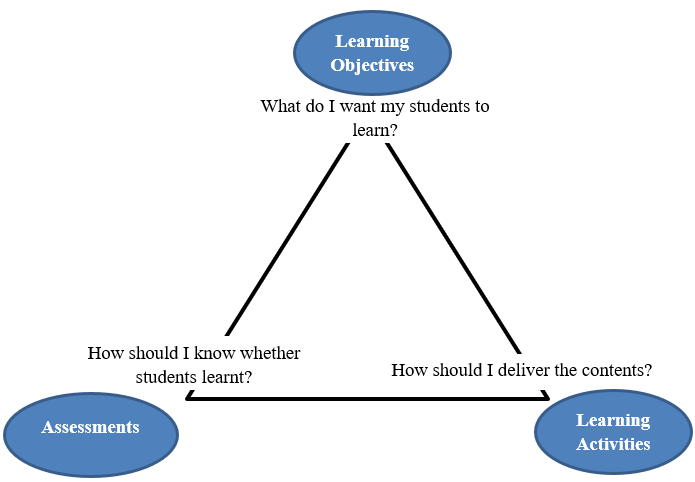 Learning
Objectives
What do I want my students to
learn?
How should I know whether
students learnt?
How should I deliver the contents?
Assessments
Learning
Activities